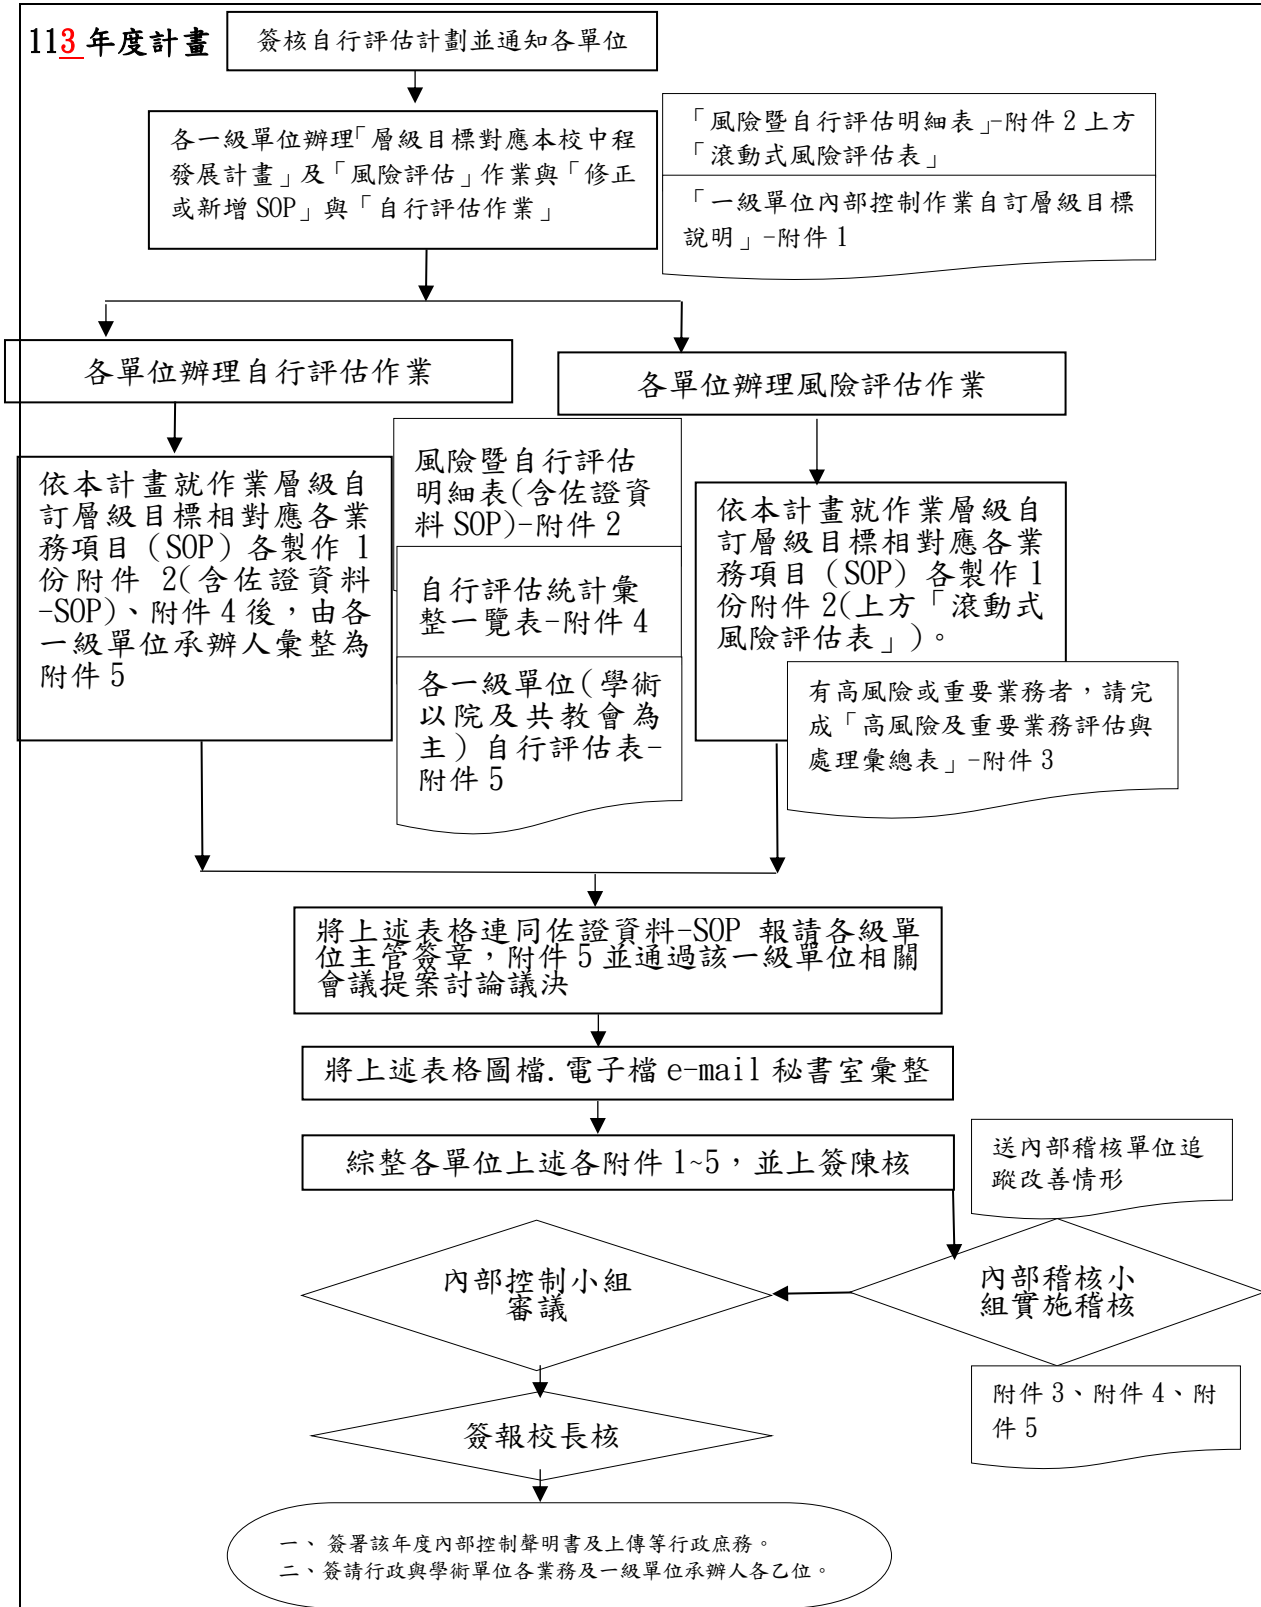 113 年度計畫
簽核自行評估計劃並通知各單位
各一級單位辦理「層級目標對應本校中程
發展計畫」及「風險評估」作業與「修正
或新增 SOP」與「自行評估作業」
「風險暨自行評估明細表」-附件 2 上方
「滾動式風險評估表」
「一級單位內部控制作業自訂層級目標
說明」-附件 1
各單位辦理自行評估作業
各單位辦理風險評估作業
依本計畫就作業層級自
訂層級目標相對應各業
務項目（SOP）各製作 1
份附件 2(含佐證資料
-SOP)、附件 4 後，由各
一級單位承辦人彙整為
附件 5
風險暨自行評估
明細表(含佐證資
料 SOP)-附件 2
自行評估統計彙
整一覽表-附件 4
各一級單位（學術
以院及共教會為
主）自行評估表-
附件 5
依本計畫就作業層級自
訂層級目標相對應各業
務項目（SOP）各製作 1
份附件 2(上方「滾動式
風險評估表」)。
有高風險或重要業務者，請完
成「高風險及重要業務評估與
處理彙總表」-附件 3
將上述表格連同佐證資料-SOP 報請各級單
位主管簽章，附件 5 並通過該一級單位相關
會議提案討論議決
將上述表格圖檔.電子檔 e-mail 秘書室彙整
綜整各單位上述各附件 1~5，並上簽陳核
送內部稽核單位追
蹤改善情形
內部稽核小
組實施稽核
附件 3、附件 4、附
件 5
內部控制小組
審議
簽報校長核
一、 簽署該年度內部控制聲明書及上傳等行政庶務。
二、簽請行政與學術單位各業務及一級單位承辦人各乙位。